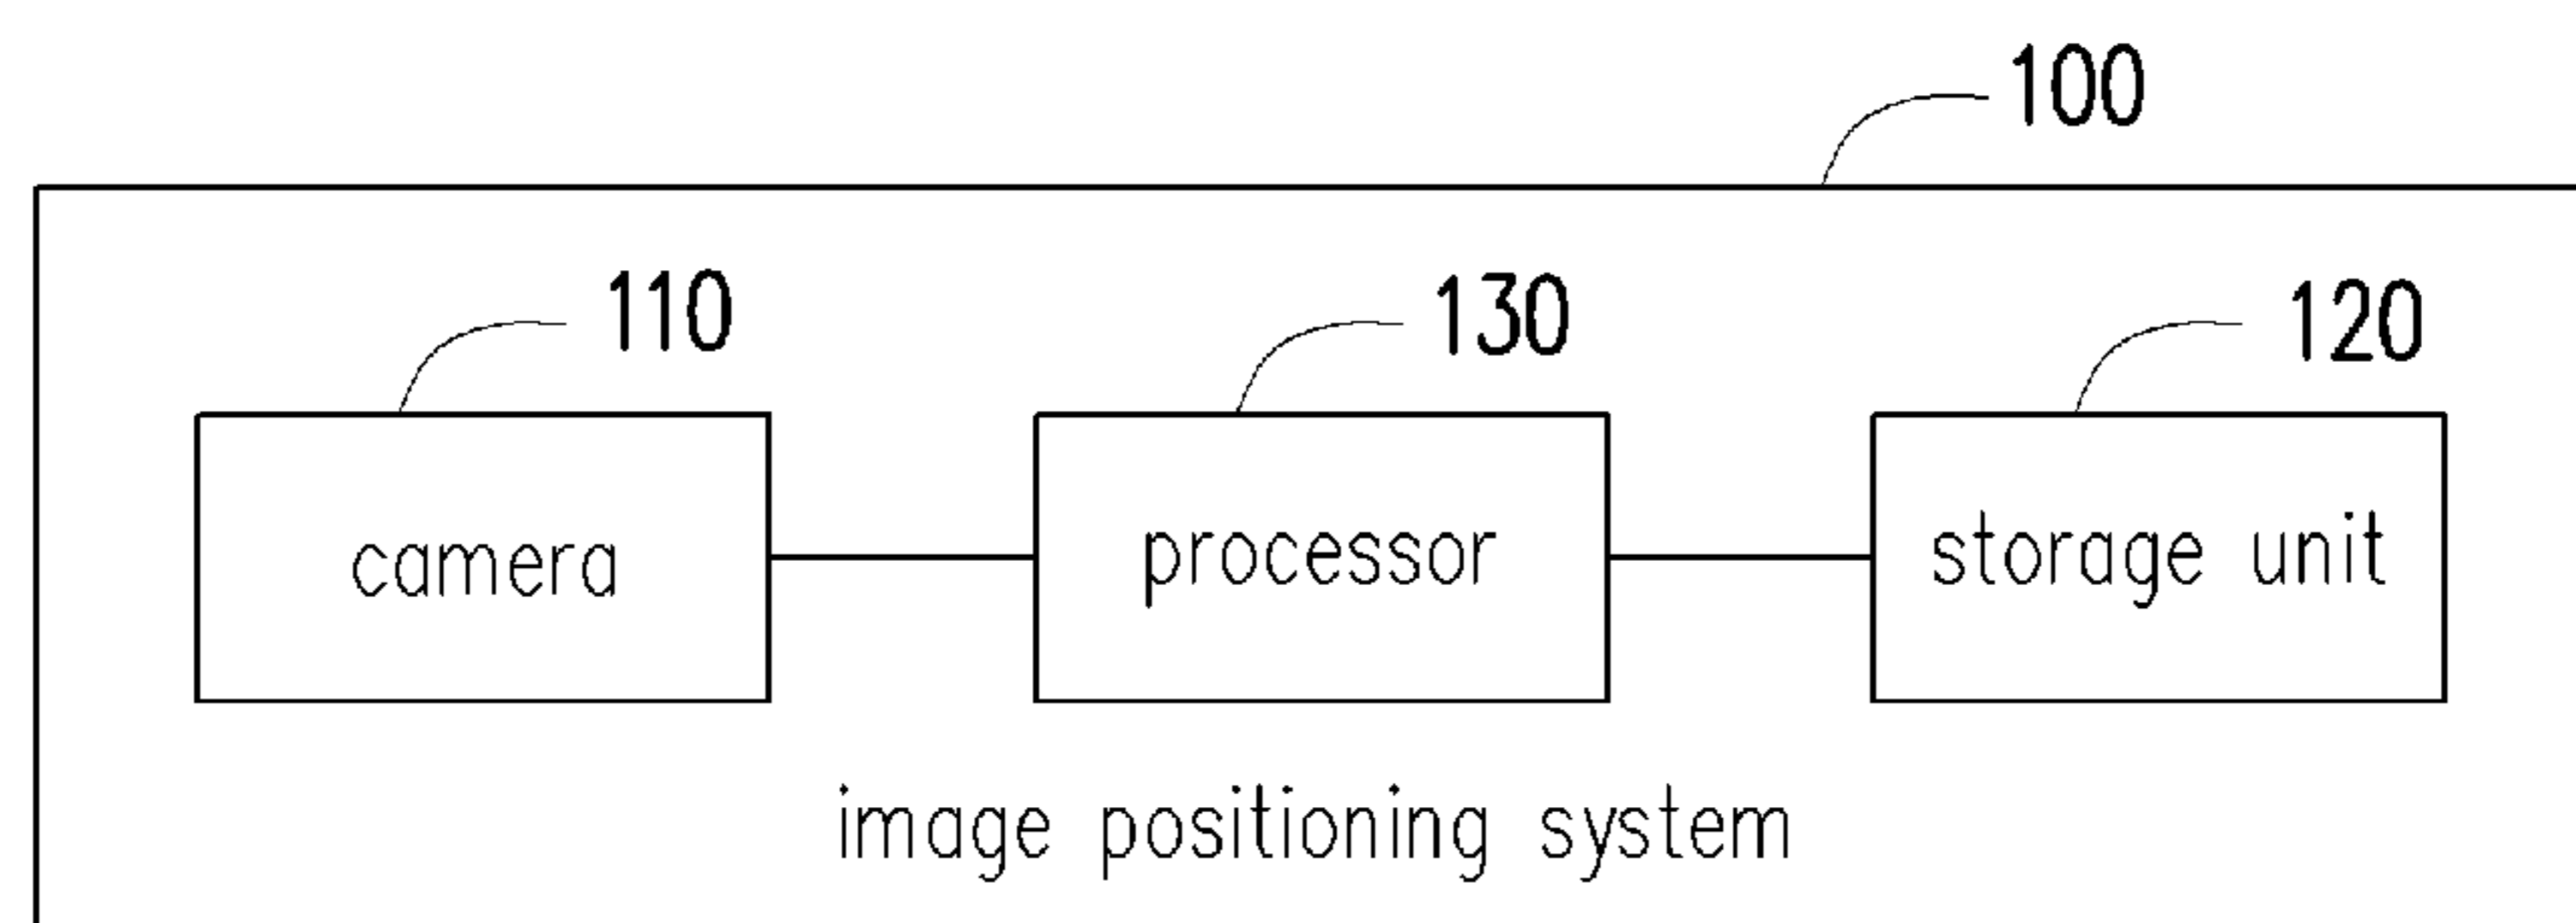 100
110 130 120
camera processor storage unit
image positioning system